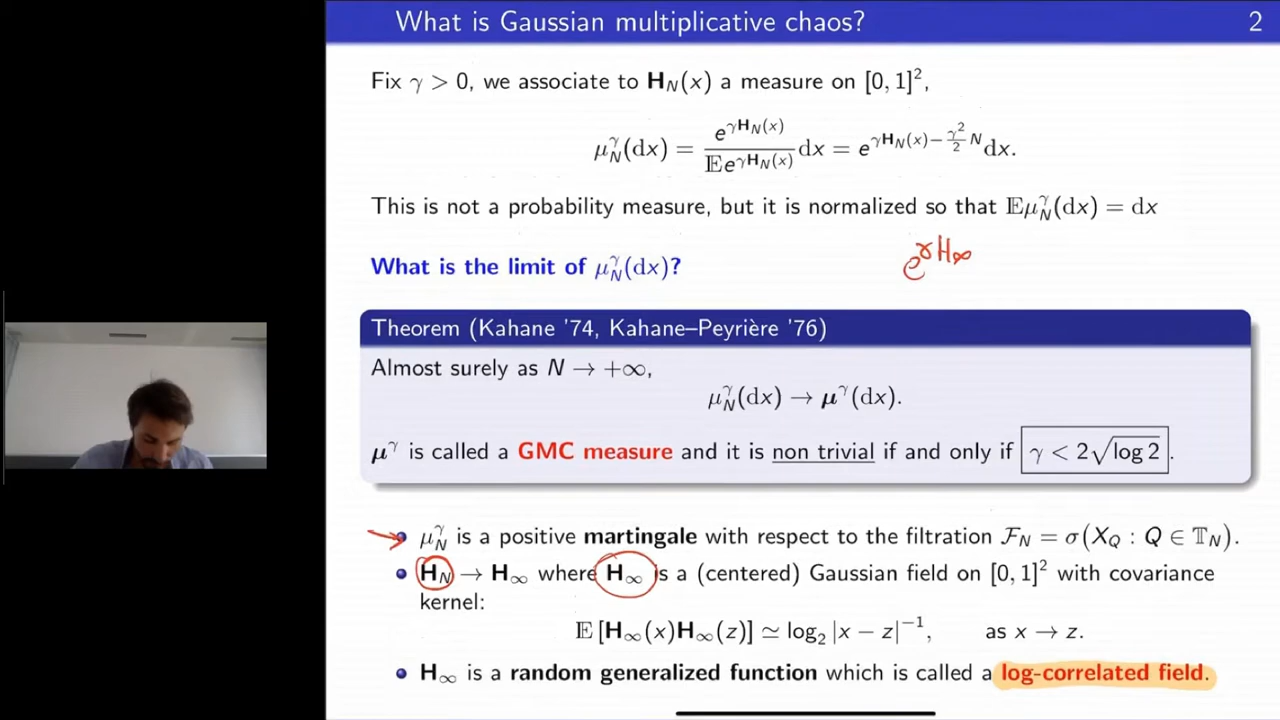 What is Gaussian multiplicative chaos? 2
Fix γ > 0, we associate to H_N(x) a measure on [0, 1]²,
μ_N^γ(dx) = e^{γH_N(x)} / 𝔼e^{γH_N(x)} dx = e^{γH_N(x) − γ²/2 N} dx.
This is not a probability measure, but it is normalized so that 𝔼μ_N^γ(dx) = dx
What is the limit of μ_N^γ(dx)?
e^{γH_∞}
Theorem (Kahane '74, Kahane–Peyrière '76)
Almost surely as N → +∞,
μ_N^γ(dx) → μ^γ(dx).
μ^γ is called a GMC measure and it is non trivial if and only if γ < 2√log 2.
• μ_N^γ is a positive martingale with respect to the filtration ℱ_N = σ(X_Q : Q ∈ 𝕋_N).
• H_N → H_∞ where H_∞ is a (centered) Gaussian field on [0, 1]² with covariance
kernel:
𝔼 [H_∞(x)H_∞(z)] ≃ log₂ |x − z|⁻¹, as x → z.
• H_∞ is a random generalized function which is called a log-correlated field.